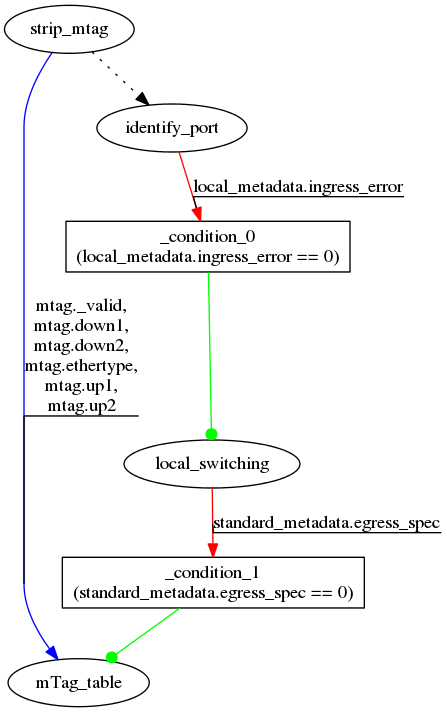 strip_mtag
identify_port
local_metadata.ingress_error
_condition_0
(local_metadata.ingress_error == 0)
mtag._valid,
mtag.down1,
mtag.down2,
mtag.ethertype,
mtag.up1,
mtag.up2
local_switching
standard_metadata.egress_spec
_condition_1
(standard_metadata.egress_spec == 0)
mTag_table